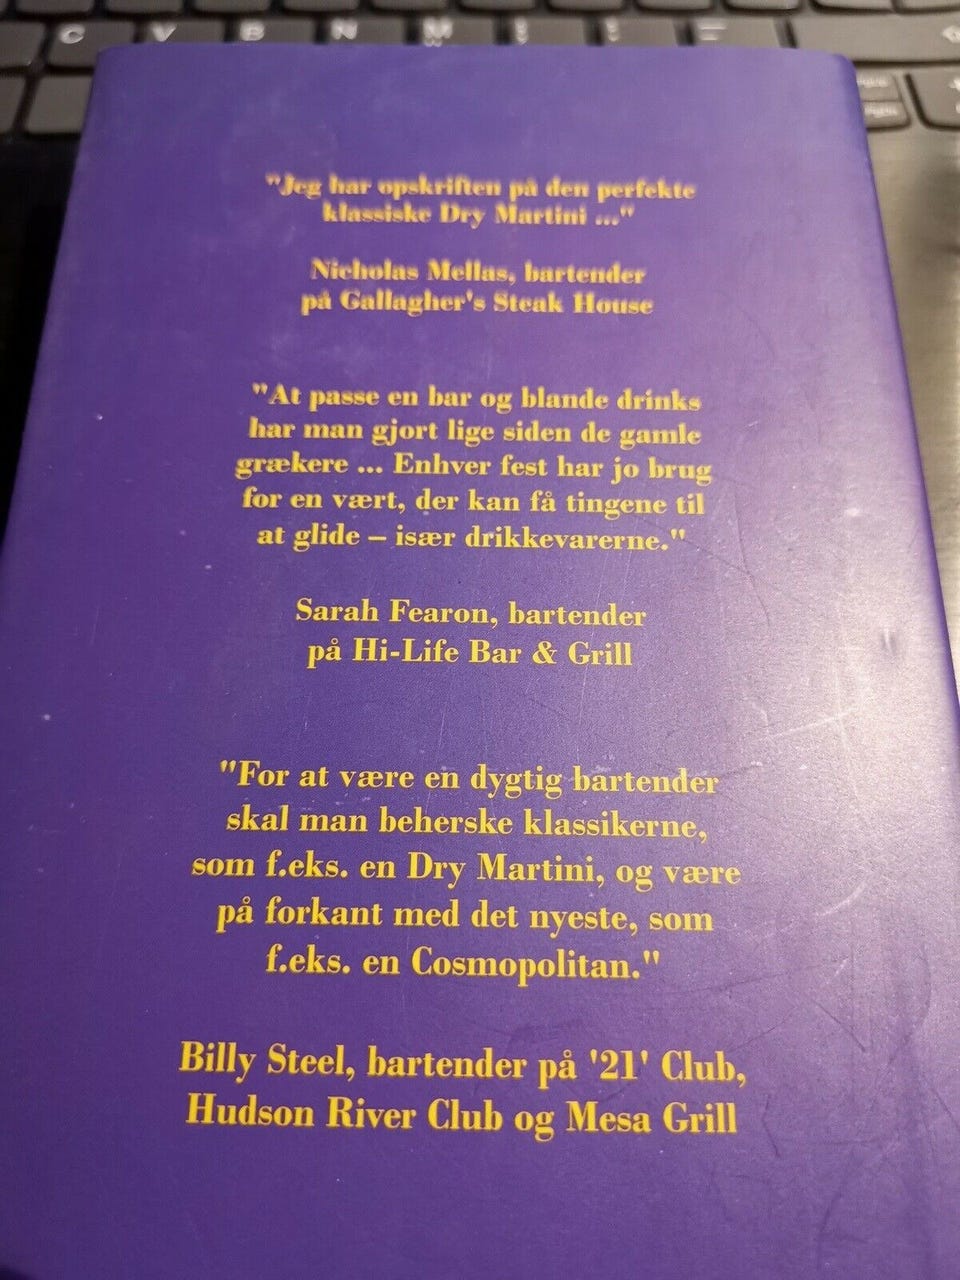 C V B N M
"Jeg har opskriften på den perfekte
klassiske Dry Martini ..."
Nicholas Mellas, bartender
på Gallagher's Steak House
"At passe en bar og blande drinks
har man gjort lige siden de gamle
grækere ... Enhver fest har jo brug
for en vært, der kan få tingene til
at glide – især drikkevarerne."
Sarah Fearon, bartender
på Hi-Life Bar & Grill
"For at være en dygtig bartender
skal man beherske klassikerne,
som f.eks. en Dry Martini, og være
på forkant med det nyeste, som
f.eks. en Cosmopolitan."
Billy Steel, bartender på '21' Club,
Hudson River Club og Mesa Grill